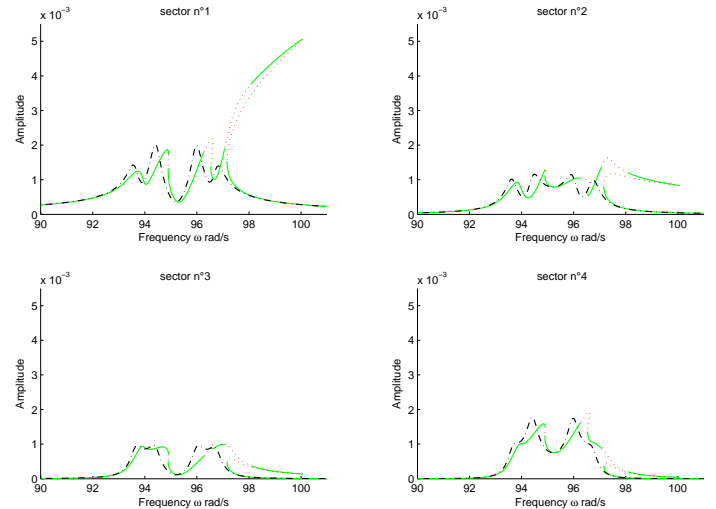 x 10⁻³
sector n°1
5
4
3
2
1
0
Amplitude
90 92 94 96 98 100
Frequency ω rad/s
x 10⁻³
sector n°2
5
4
3
2
1
0
Amplitude
90 92 94 96 98 100
Frequency ω rad/s
x 10⁻³
sector n°3
5
4
3
2
1
0
Amplitude
90 92 94 96 98 100
Frequency ω rad/s
x 10⁻³
sector n°4
5
4
3
2
1
0
Amplitude
90 92 94 96 98 100
Frequency ω rad/s